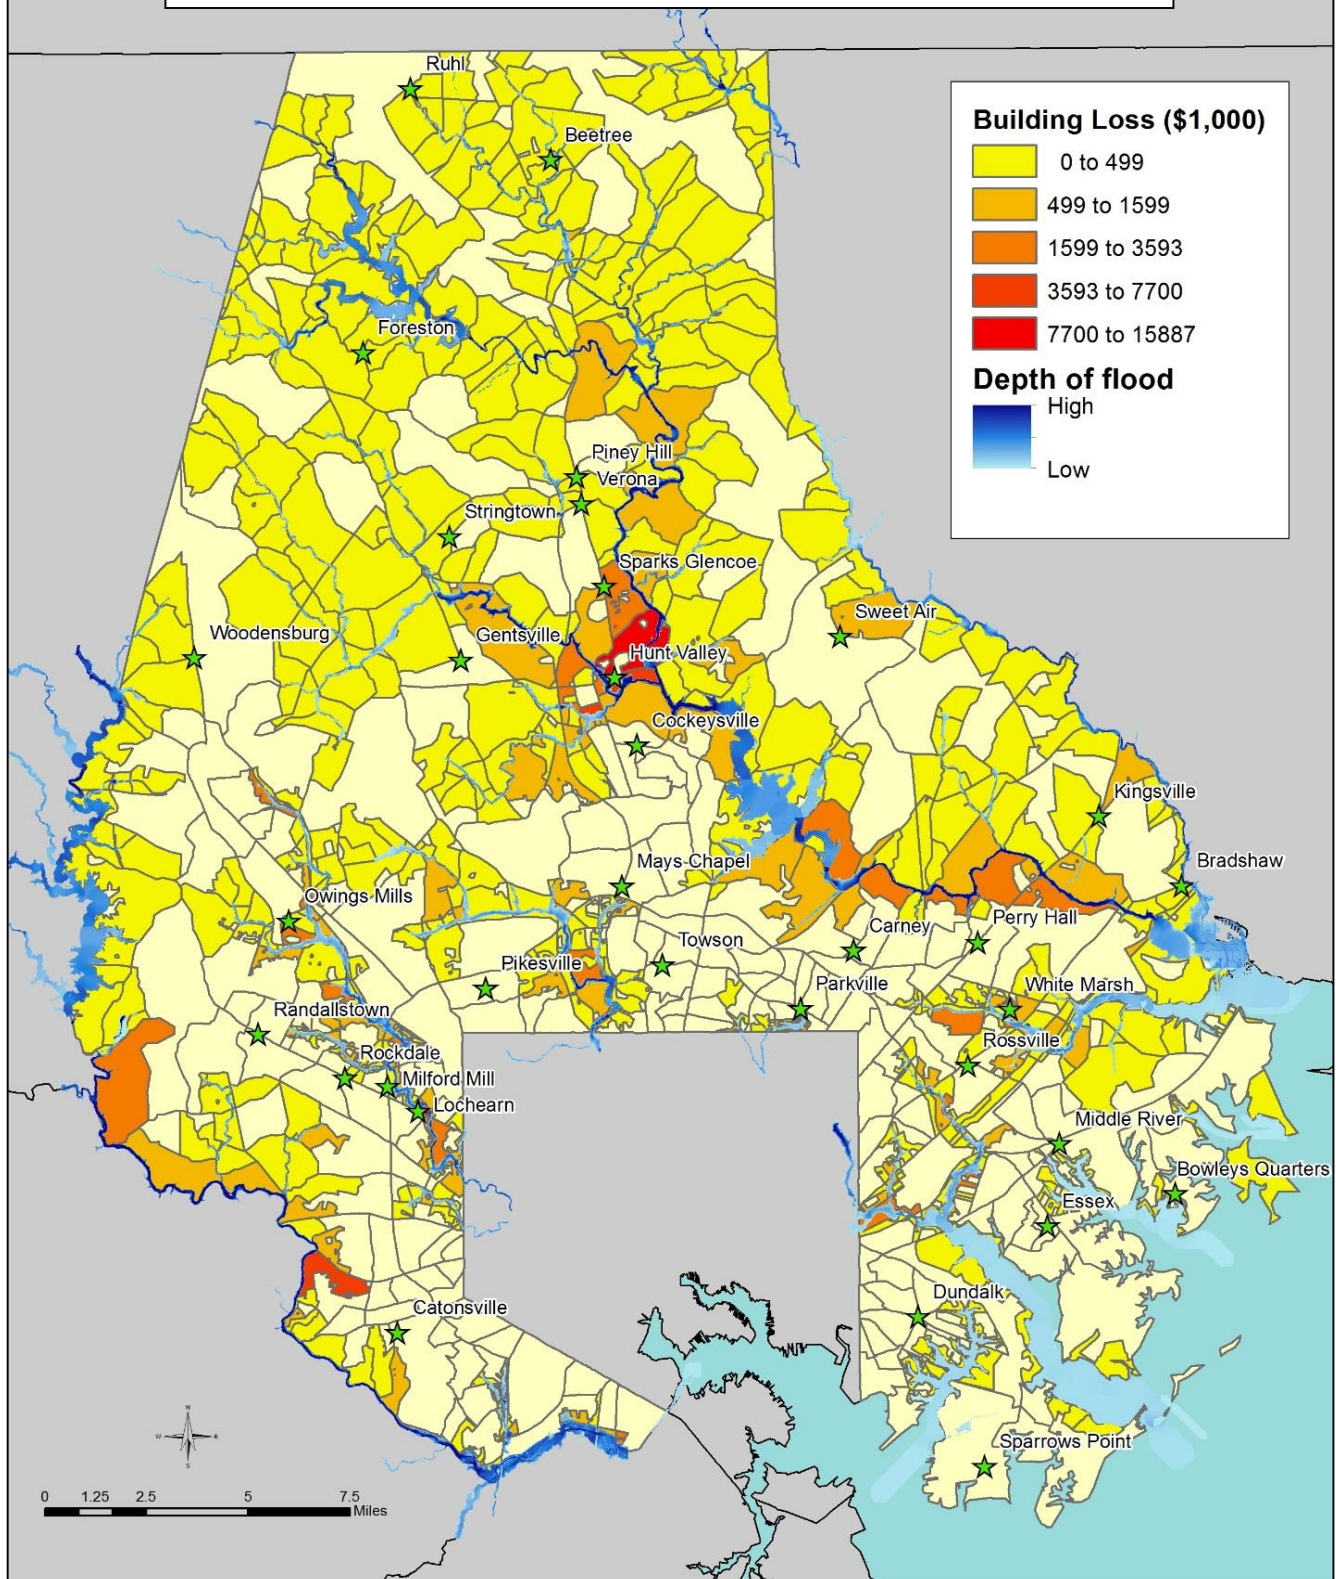 Ruhl
Beetree
Building Loss ($1,000)
0 to 499
499 to 1599
1599 to 3593
3593 to 7700
7700 to 15887
Depth of flood
High
Low
Foreston
Piney Hill
Verona
Stringtown
Sparks Glencoe
Sweet Air
Woodensburg
Gentsville
Hunt Valley
Cockeysville
Kingsville
Mays-Chapel
Bradshaw
Owings Mills
Perry Hall
Carney
Towson
Pikesville
Parkville
White Marsh
Randallstown
Rossville
Rockdale
Milford Mill
Lochearn
Middle River
Bowleys Quarters
Essex
Dundalk
Catonsville
Sparrows Point
N
W E
S
0 1.25 2.5 5 7.5
Miles